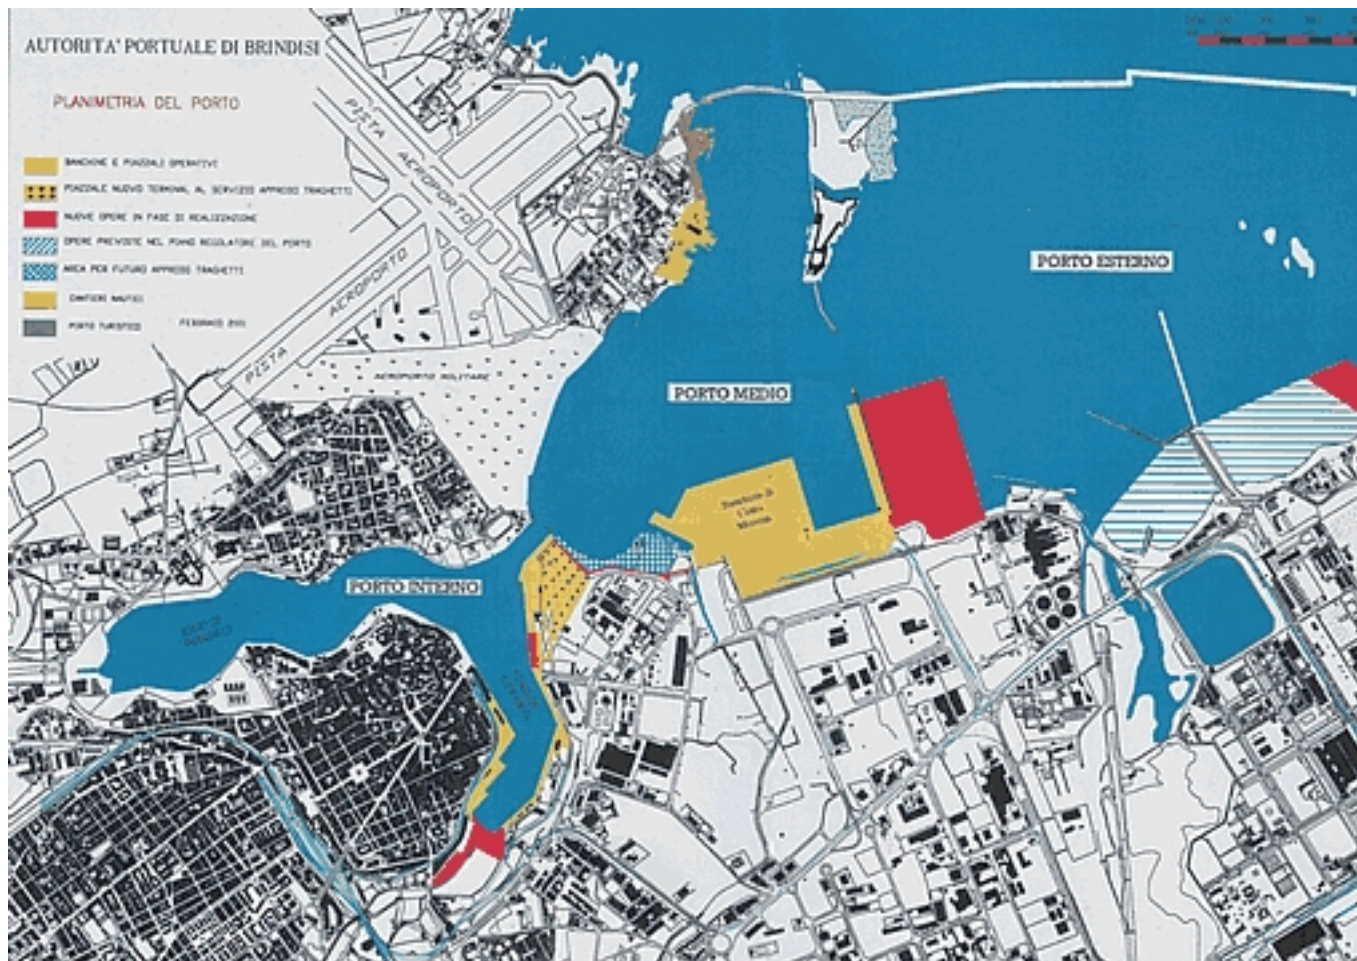 AUTORITA' PORTUALE DI BRINDISI
PLANIMETRIA DEL PORTO
BANCHINE E PIAZZALI OPERATIVI
PIAZZALE NUOVO TERMINAL AL SERVIZIO APPRODO TRAGHETTI
NUOVE OPERE IN FASE DI REALIZZAZIONE
OPERE PREVISTE NEL PIANO REGOLATORE DEL PORTO
AREA PER FUTURO APPRODO TRAGHETTI
CANTIERI NAUTICI
PORTO TURISTICO FEBBRAIO 2001
PISTA AEROPORTO
PISTA AEROPORTO
AEROPORTO MILITARE
PORTO ESTERNO
PORTO MEDIO
PORTO INTERNO